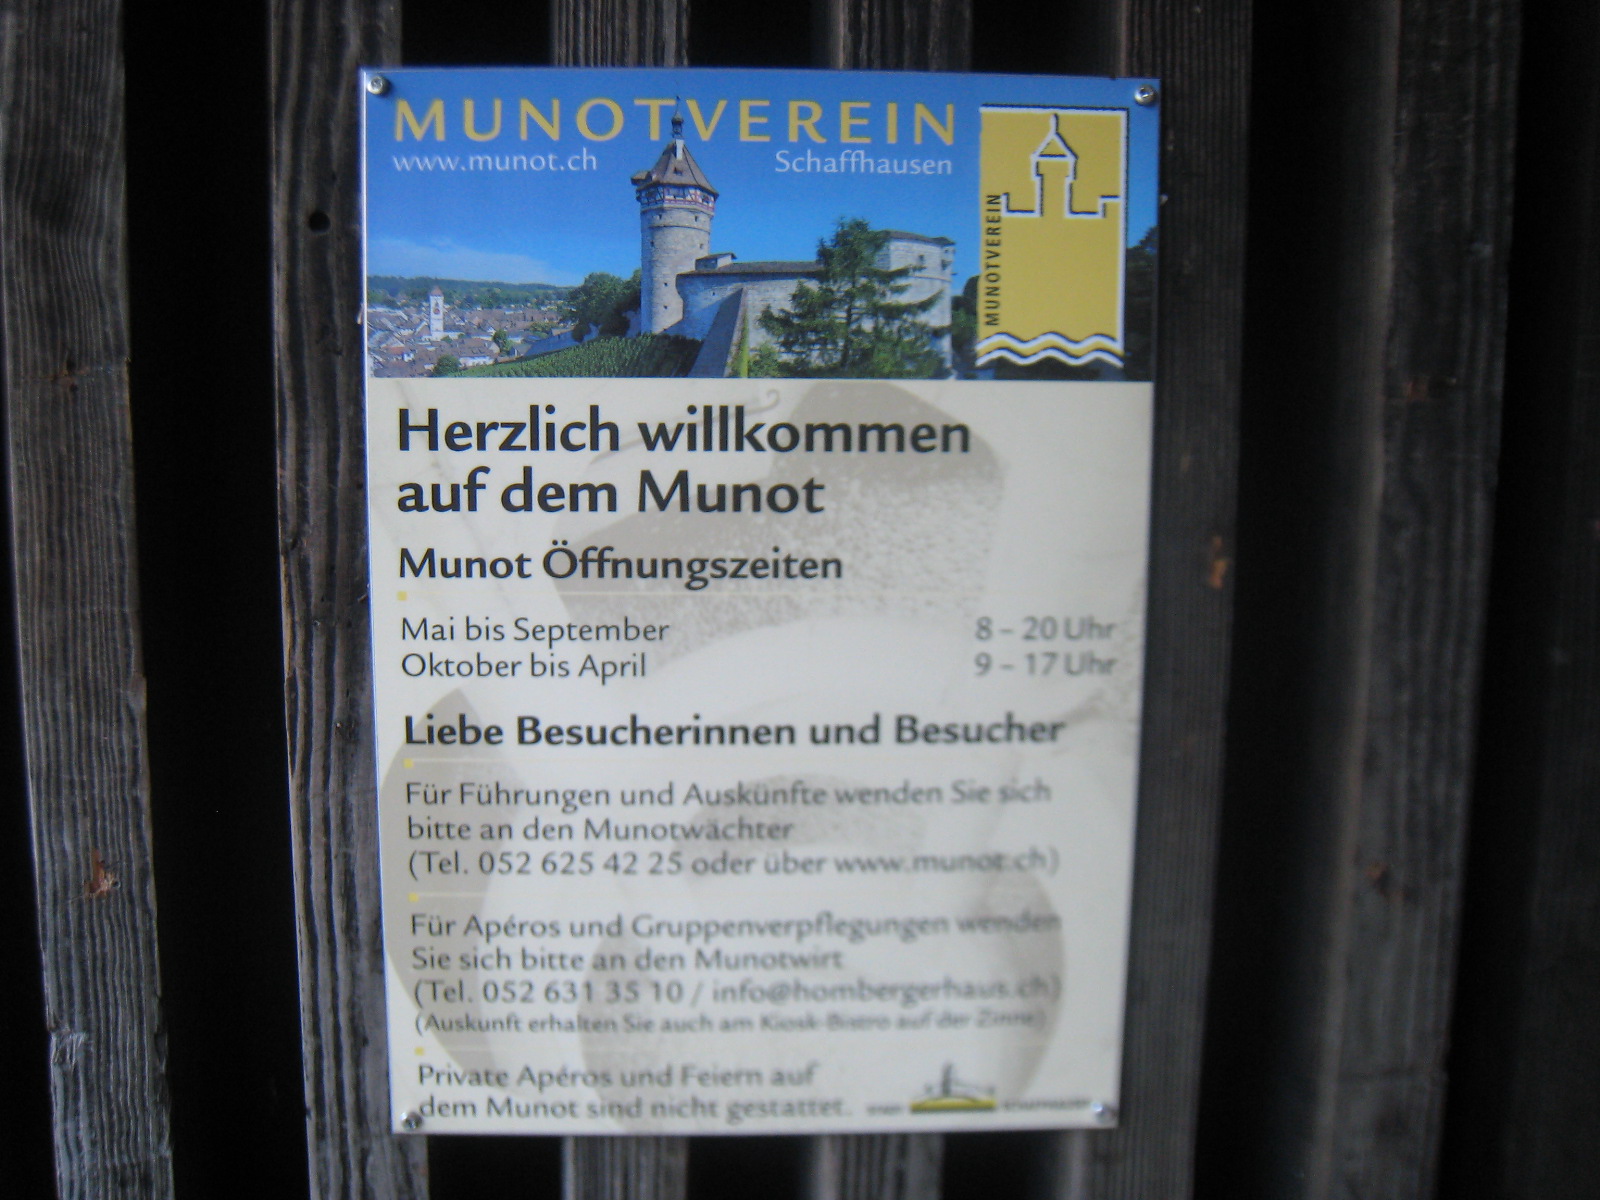 MUNOTVEREIN
www.munot.ch Schaffhausen
MUNOTVEREIN
Herzlich willkommen
auf dem Munot
Munot Öffnungszeiten
Mai bis September 8 – 20 Uhr
Oktober bis April 9 – 17 Uhr
Liebe Besucherinnen und Besucher
Für Führungen und Auskünfte wenden Sie sich
bitte an den Munotwächter
(Tel. 052 625 42 25 oder über www.munot.ch)
Für Apéros und Gruppenverpflegungen wenden
Sie sich bitte an den Munotwirt
(Tel. 052 631 35 10 / info@hombergerhaus.ch)
(Auskunft erhalten Sie auch am Kiosk-Bistro auf der Zinne)
Private Apéros und Feiern auf
dem Munot sind nicht gestattet.